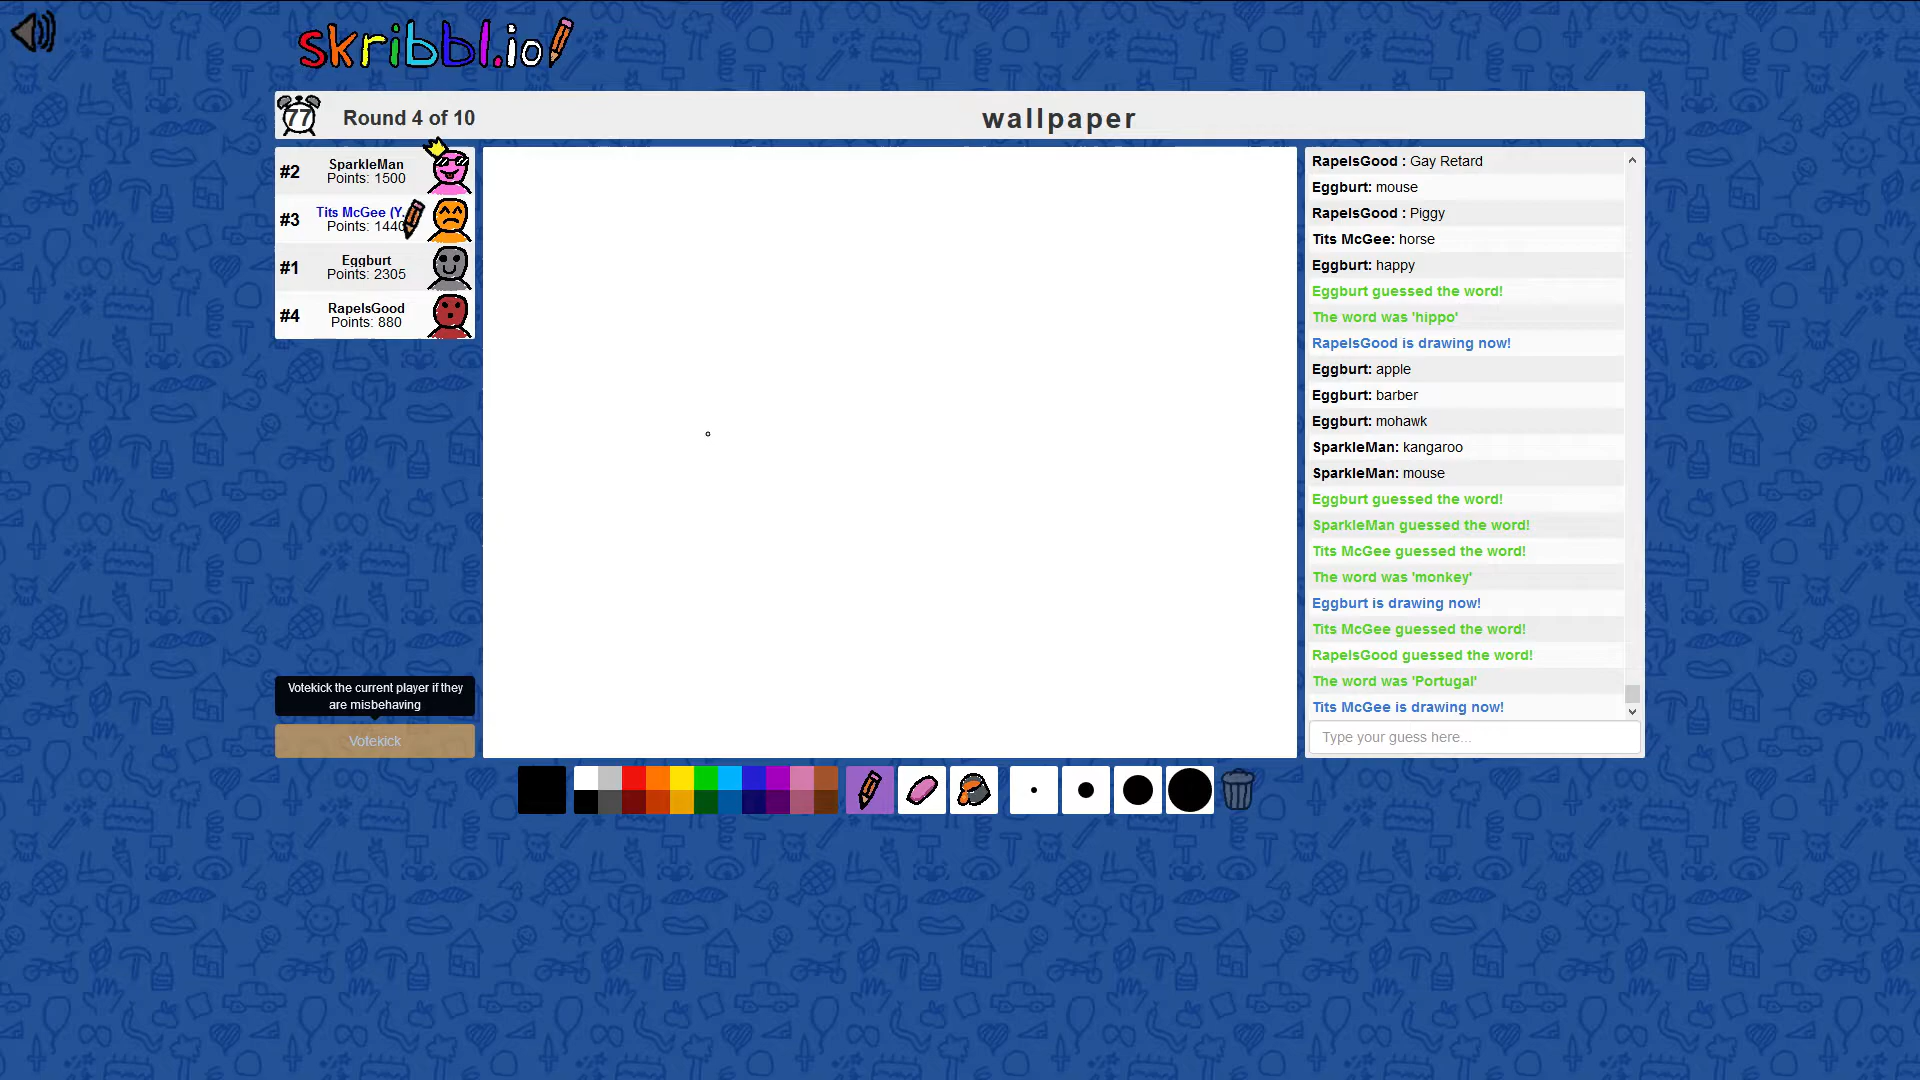 skribbl.io
77
Round 4 of 10
wallpaper
#2
SparkleMan
Points: 1500
#3
Tits McGee (Y...
Points: 1440
#1
Eggburt
Points: 2305
#4
RapeIsGood
Points: 880
Votekick the current player if they
are misbehaving
Votekick
RapeIsGood : Gay Retard
Eggburt: mouse
RapeIsGood : Piggy
Tits McGee: horse
Eggburt: happy
Eggburt guessed the word!
The word was 'hippo'
RapeIsGood is drawing now!
Eggburt: apple
Eggburt: barber
Eggburt: mohawk
SparkleMan: kangaroo
SparkleMan: mouse
Eggburt guessed the word!
SparkleMan guessed the word!
Tits McGee guessed the word!
The word was 'monkey'
Eggburt is drawing now!
Tits McGee guessed the word!
RapeIsGood guessed the word!
The word was 'Portugal'
Tits McGee is drawing now!
Type your guess here...